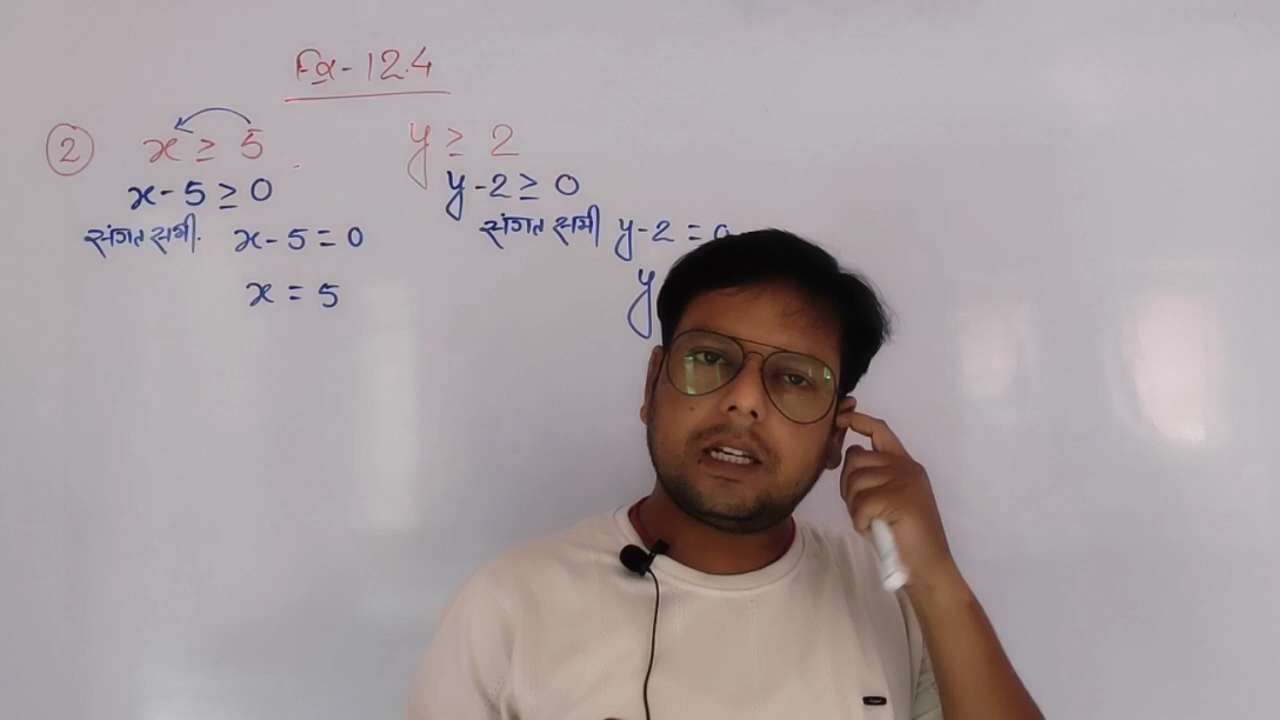 Ex- 12.4
② x ≥ 5 . y ≥ 2
x - 5 ≥ 0 y - 2 ≥ 0
संगत समी. x - 5 = 0 संगत समी y - 2 = 0
x = 5 y